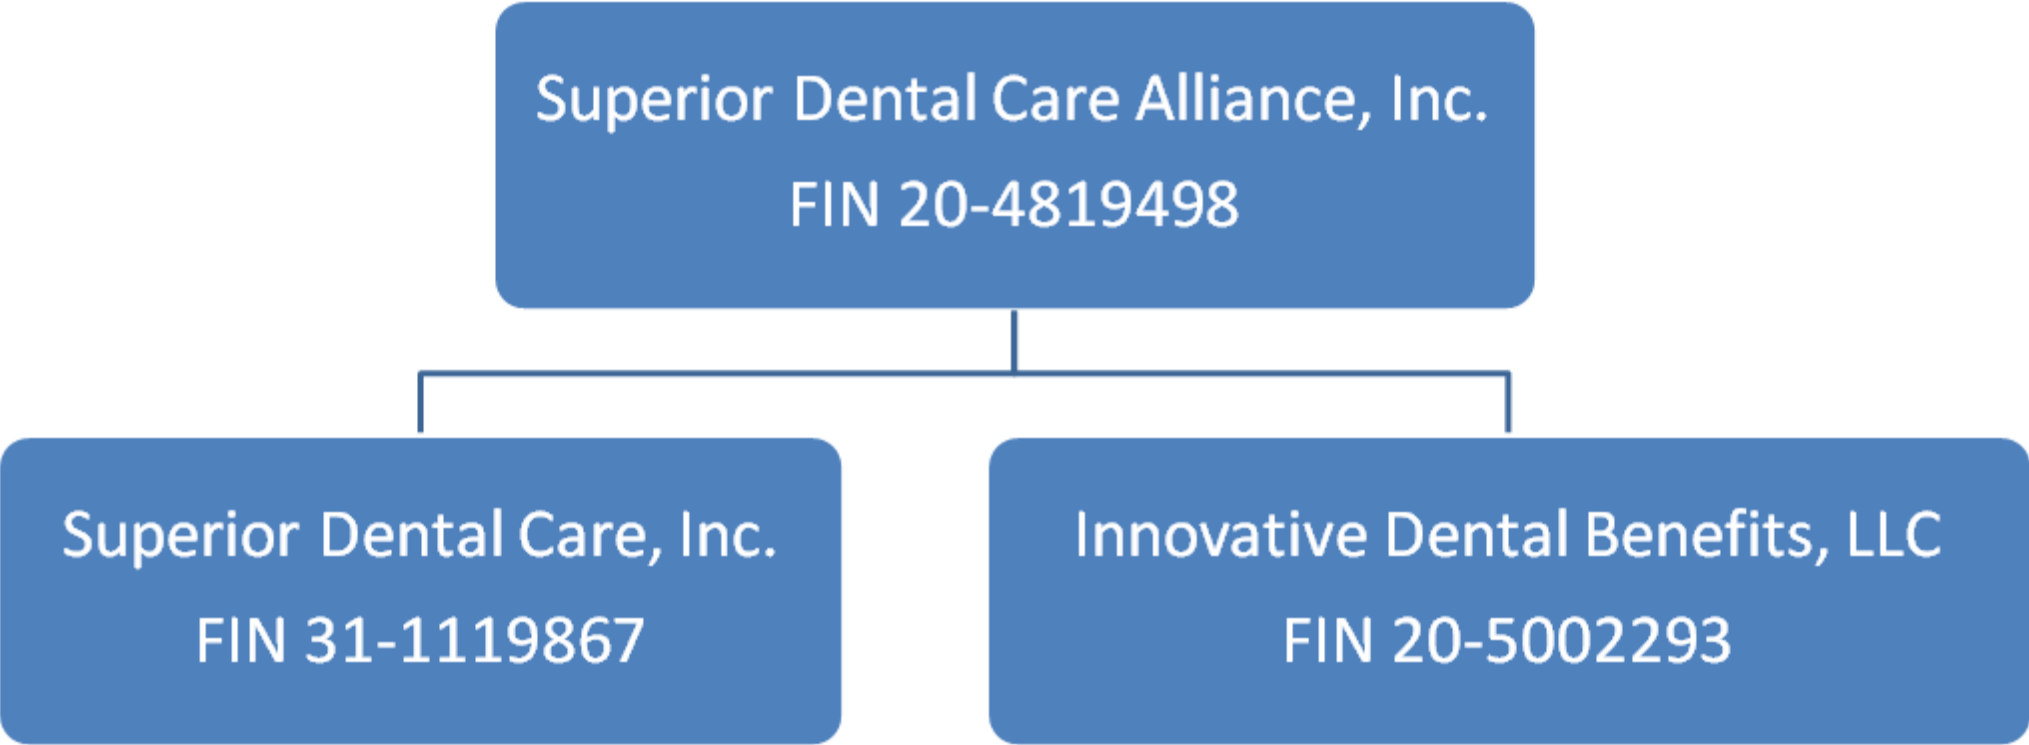 Superior Dental Care Alliance, Inc.
FIN 20-4819498
Superior Dental Care, Inc.
FIN 31-1119867
Innovative Dental Benefits, LLC
FIN 20-5002293